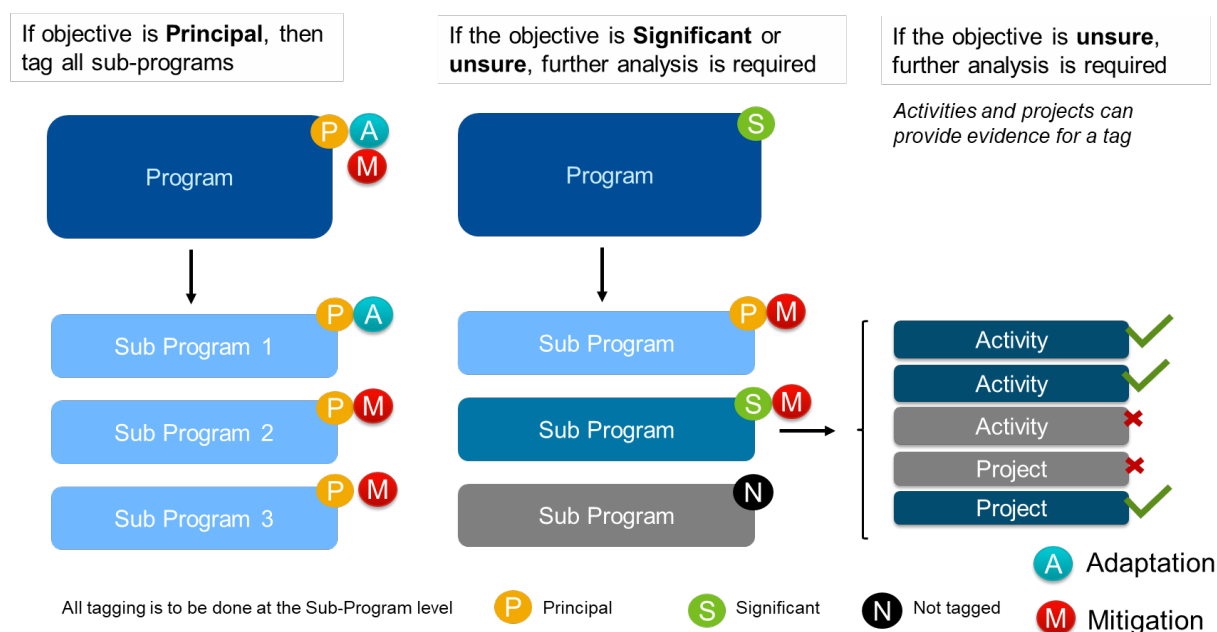 If objective is Principal, then
tag all sub-programs
If the objective is Significant or
unsure, further analysis is required
If the objective is unsure,
further analysis is required
Activities and projects can
provide evidence for a tag
P A
M
Program
S
Program
P A
Sub Program 1
P M
Sub Program 2
P M
Sub Program 3
P M
Sub Program
S M
Sub Program
N
Sub Program
Activity
Activity
Activity
Project
Project
A Adaptation
M Mitigation
All tagging is to be done at the Sub-Program level
P Principal
S Significant
N Not tagged